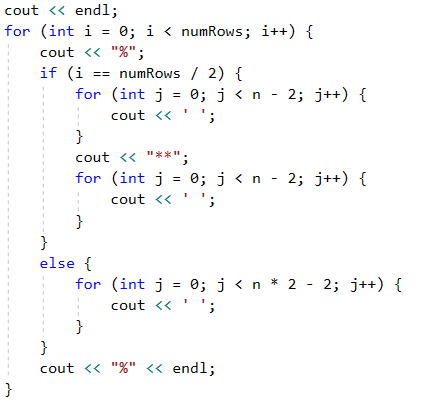 cout << endl;
for (int i = 0; i < numRows; i++) {
    cout << "%";
    if (i == numRows / 2) {
        for (int j = 0; j < n - 2; j++) {
            cout << ' ';
        }
        cout << "**";
        for (int j = 0; j < n - 2; j++) {
            cout << ' ';
        }
    }
    else {
        for (int j = 0; j < n * 2 - 2; j++) {
            cout << ' ';
        }
    }
    cout << "%" << endl;
}